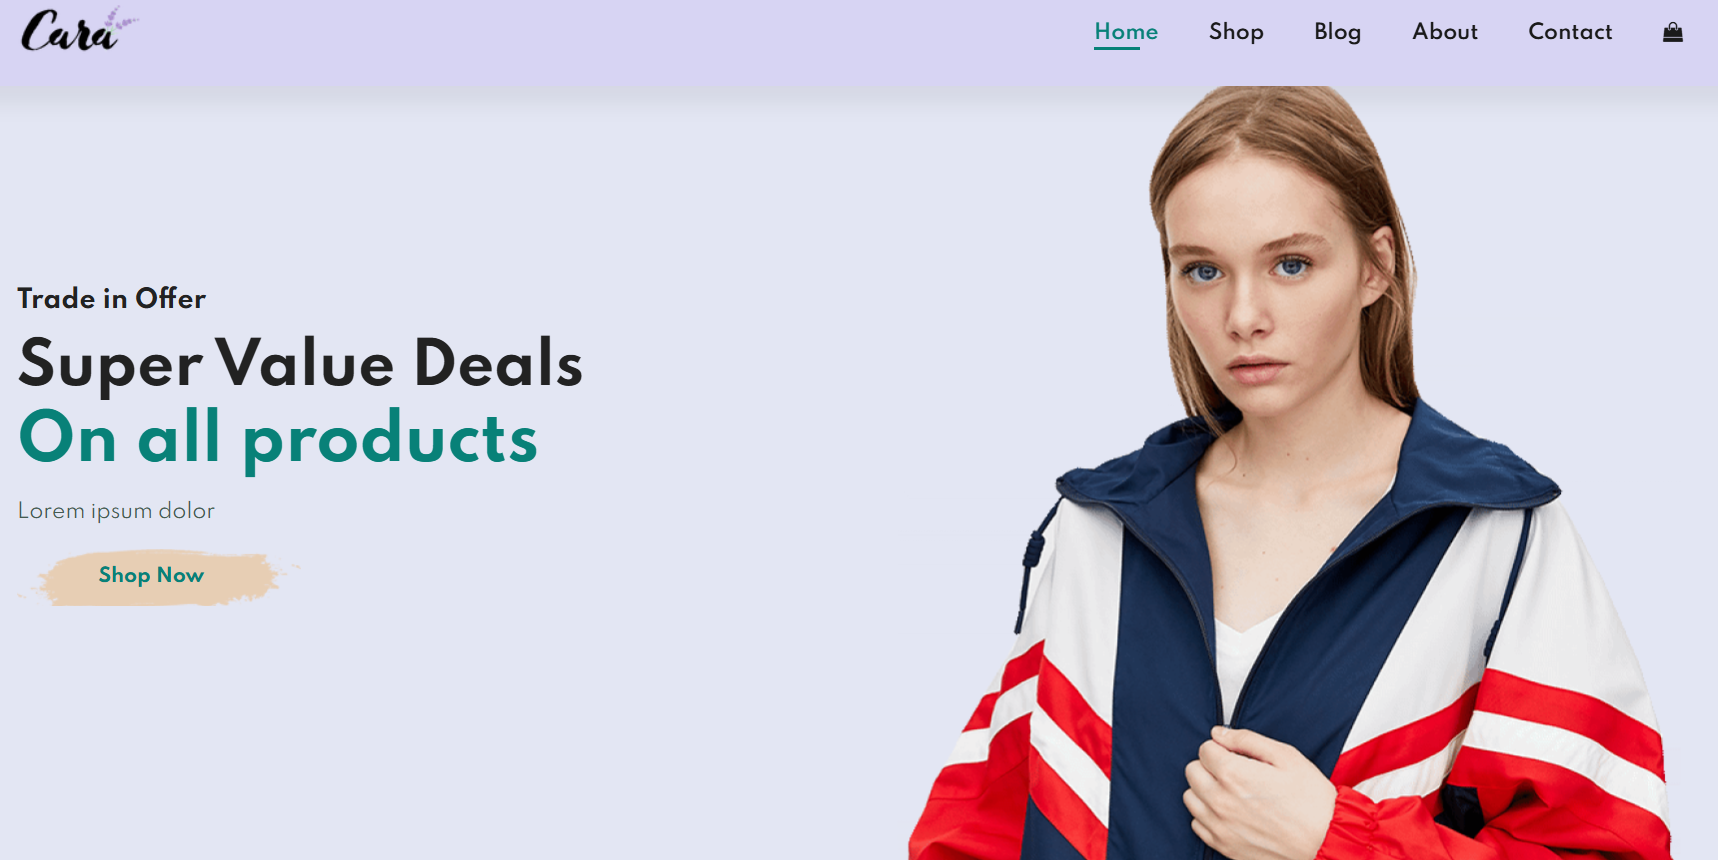 Cara
Home Shop Blog About Contact
Trade in Offer
Super Value Deals
On all products
Lorem ipsum dolor
Shop Now